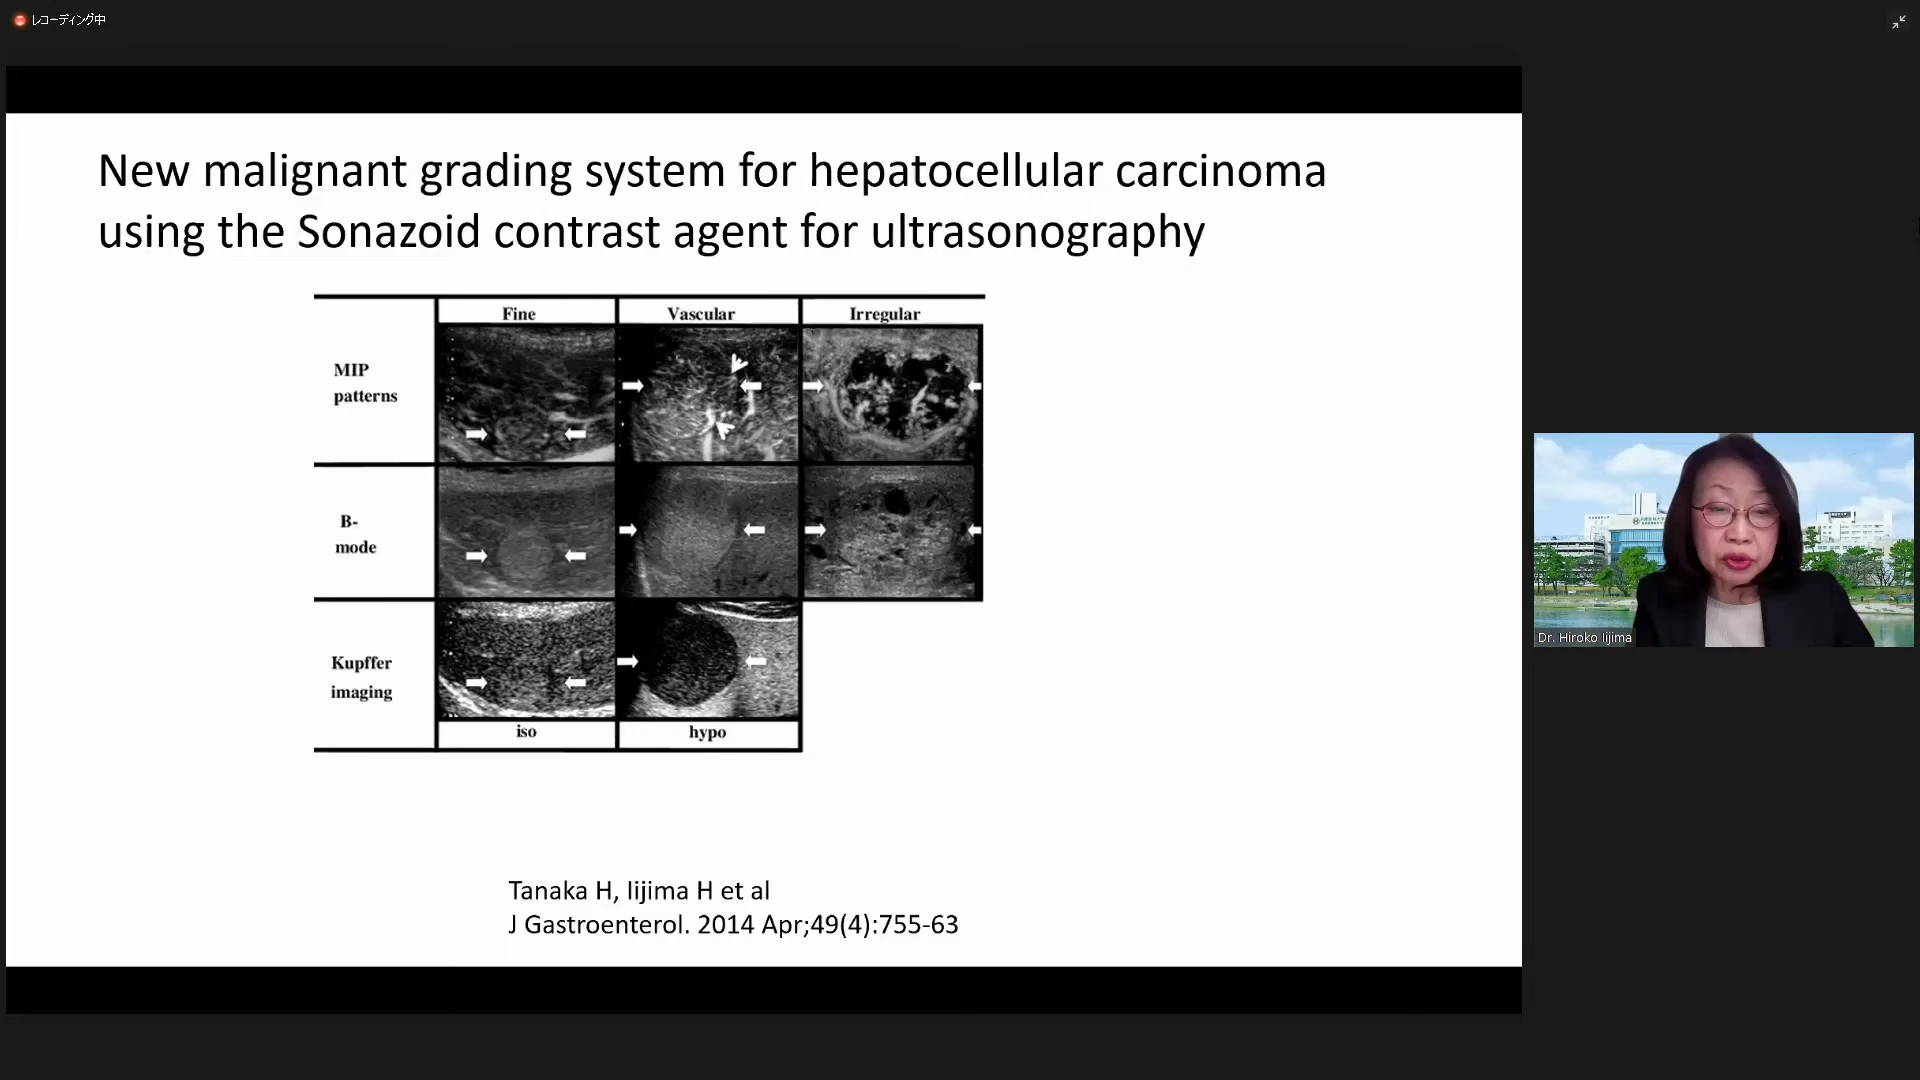 レコーディング中
New malignant grading system for hepatocellular carcinoma
using the Sonazoid contrast agent for ultrasonography
Fine
Vascular
Irregular
MIP
patterns
B-
mode
Kupffer
imaging
iso
hypo
Tanaka H, Iijima H et al
J Gastroenterol. 2014 Apr;49(4):755-63
Dr. Hiroko Iijima